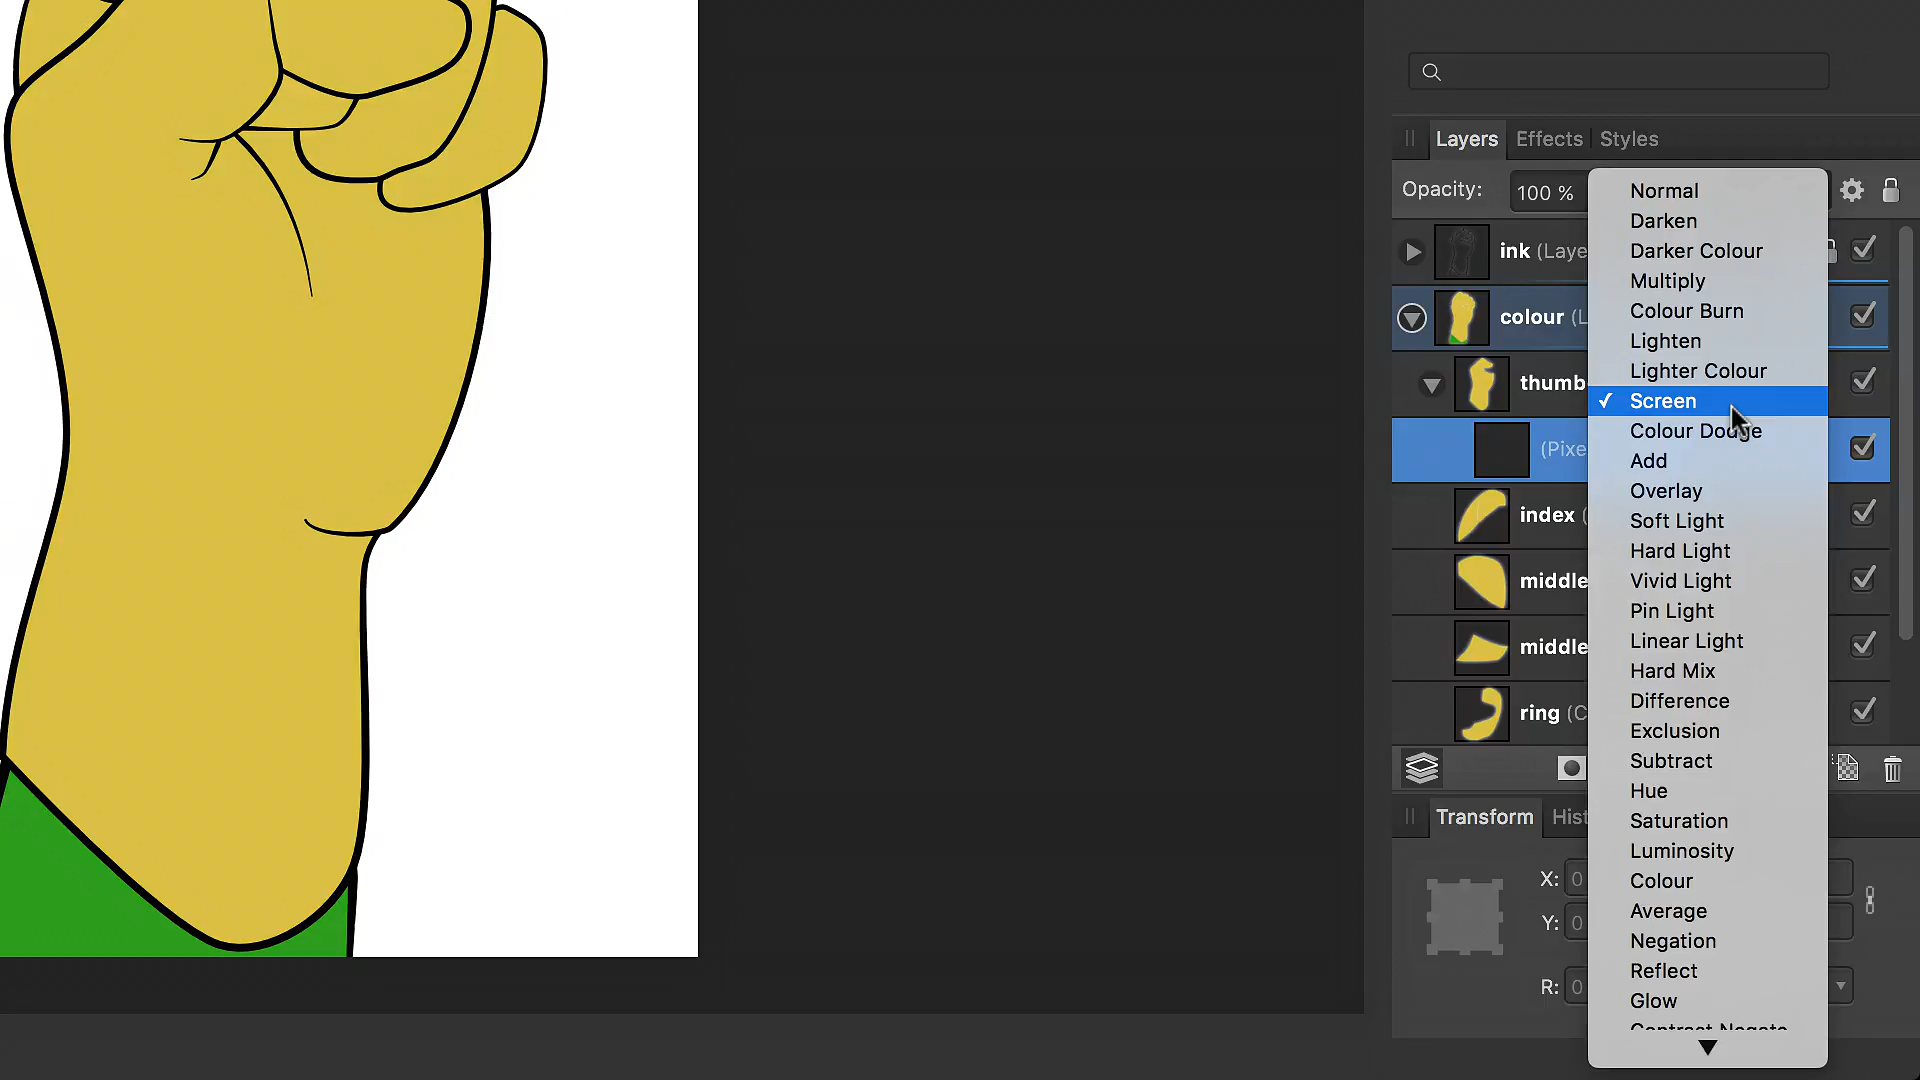 Layers Effects Styles
Opacity: 100 %
ink (Laye
colour (L
thumb
(Pixe
index (
middle
middle
ring (C
Transform Hist
X: 0
Y: 0
R: 0
Normal
Darken
Darker Colour
Multiply
Colour Burn
Lighten
Lighter Colour
✓ Screen
Colour Dodge
Add
Overlay
Soft Light
Hard Light
Vivid Light
Pin Light
Linear Light
Hard Mix
Difference
Exclusion
Subtract
Hue
Saturation
Luminosity
Colour
Average
Negation
Reflect
Glow
Contrast Negate